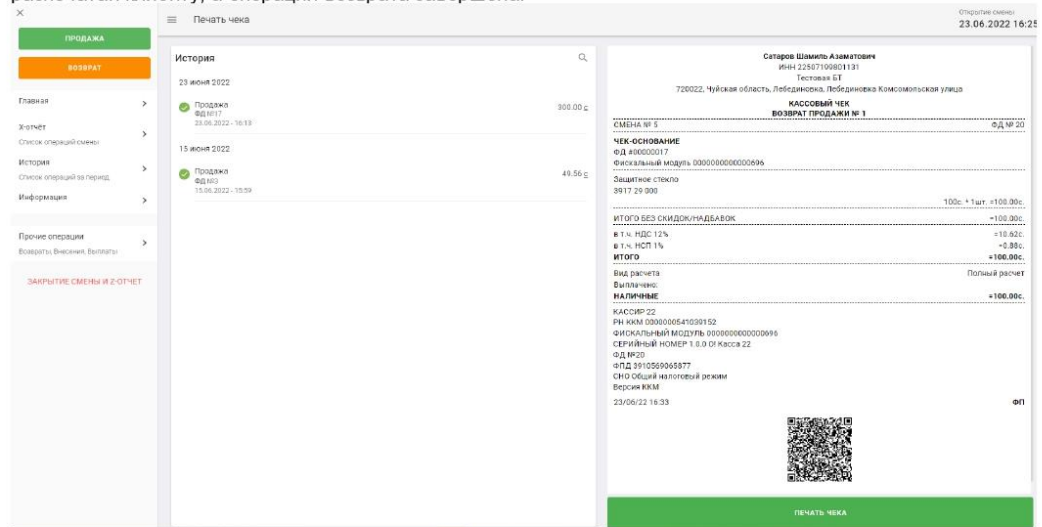 распечатан клиенту, а операция возврата завершена.
ПРОДАЖА
ВОЗВРАТ
Главная
X-отчёт
Список операций смены
История
Список операций за период
Информация
Прочие операции
Возвраты, Внесения, Выплаты
ЗАКРЫТИЕ СМЕНЫ И Z-ОТЧЕТ
Печать чека
Открытие смены
23.06.2022 16:25
История
23 июня 2022
Продажа
300.00 с
ФД №17
23.06.2022 - 16:13
15 июня 2022
Продажа
49.56 с
ФД №3
15.06.2022 - 15:59
Сатаров Шамиль Азаматович
ИНН 22507199801131
Тестовая БТ
720022, Чуйская область, Лебединовка, Лебединовка Комсомольская улица
КАССОВЫЙ ЧЕК
ВОЗВРАТ ПРОДАЖИ № 1
СМЕНА № 5 ФД № 20
ЧЕК-ОСНОВАНИЕ
ФД #00000017
Фискальный модуль 0000000000000696
Защитное стекло
3917 29 000
100с. * 1шт. =100.00с.
ИТОГО БЕЗ СКИДОК/НАДБАВОК =100.00с.
в т.ч. НДС 12% =10.62с.
в т.ч. НСП 1% =0.88с.
ИТОГО =100.00с.
Вид расчета Полный расчет
Выплачено:
НАЛИЧНЫЕ =100.00с.
КАССИР 22
РН ККМ 0000000541039152
ФИСКАЛЬНЫЙ МОДУЛЬ 0000000000000696
СЕРИЙНЫЙ НОМЕР 1.0.0 О! Касса 22
ФД №20
ФПД 3910569065877
СНО Общий налоговый режим
Версия ККМ
23/06/22 16:33 ФП
ПЕЧАТЬ ЧЕКА